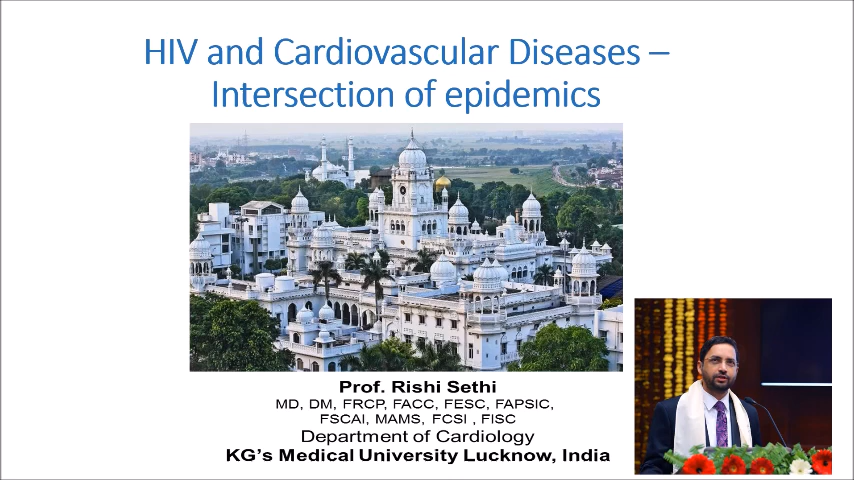 HIV and Cardiovascular Diseases –
Intersection of epidemics
Prof. Rishi Sethi
MD, DM, FRCP, FACC, FESC, FAPSIC,
FSCAI, MAMS, FCSI , FISC
Department of Cardiology
KG's Medical University Lucknow, India